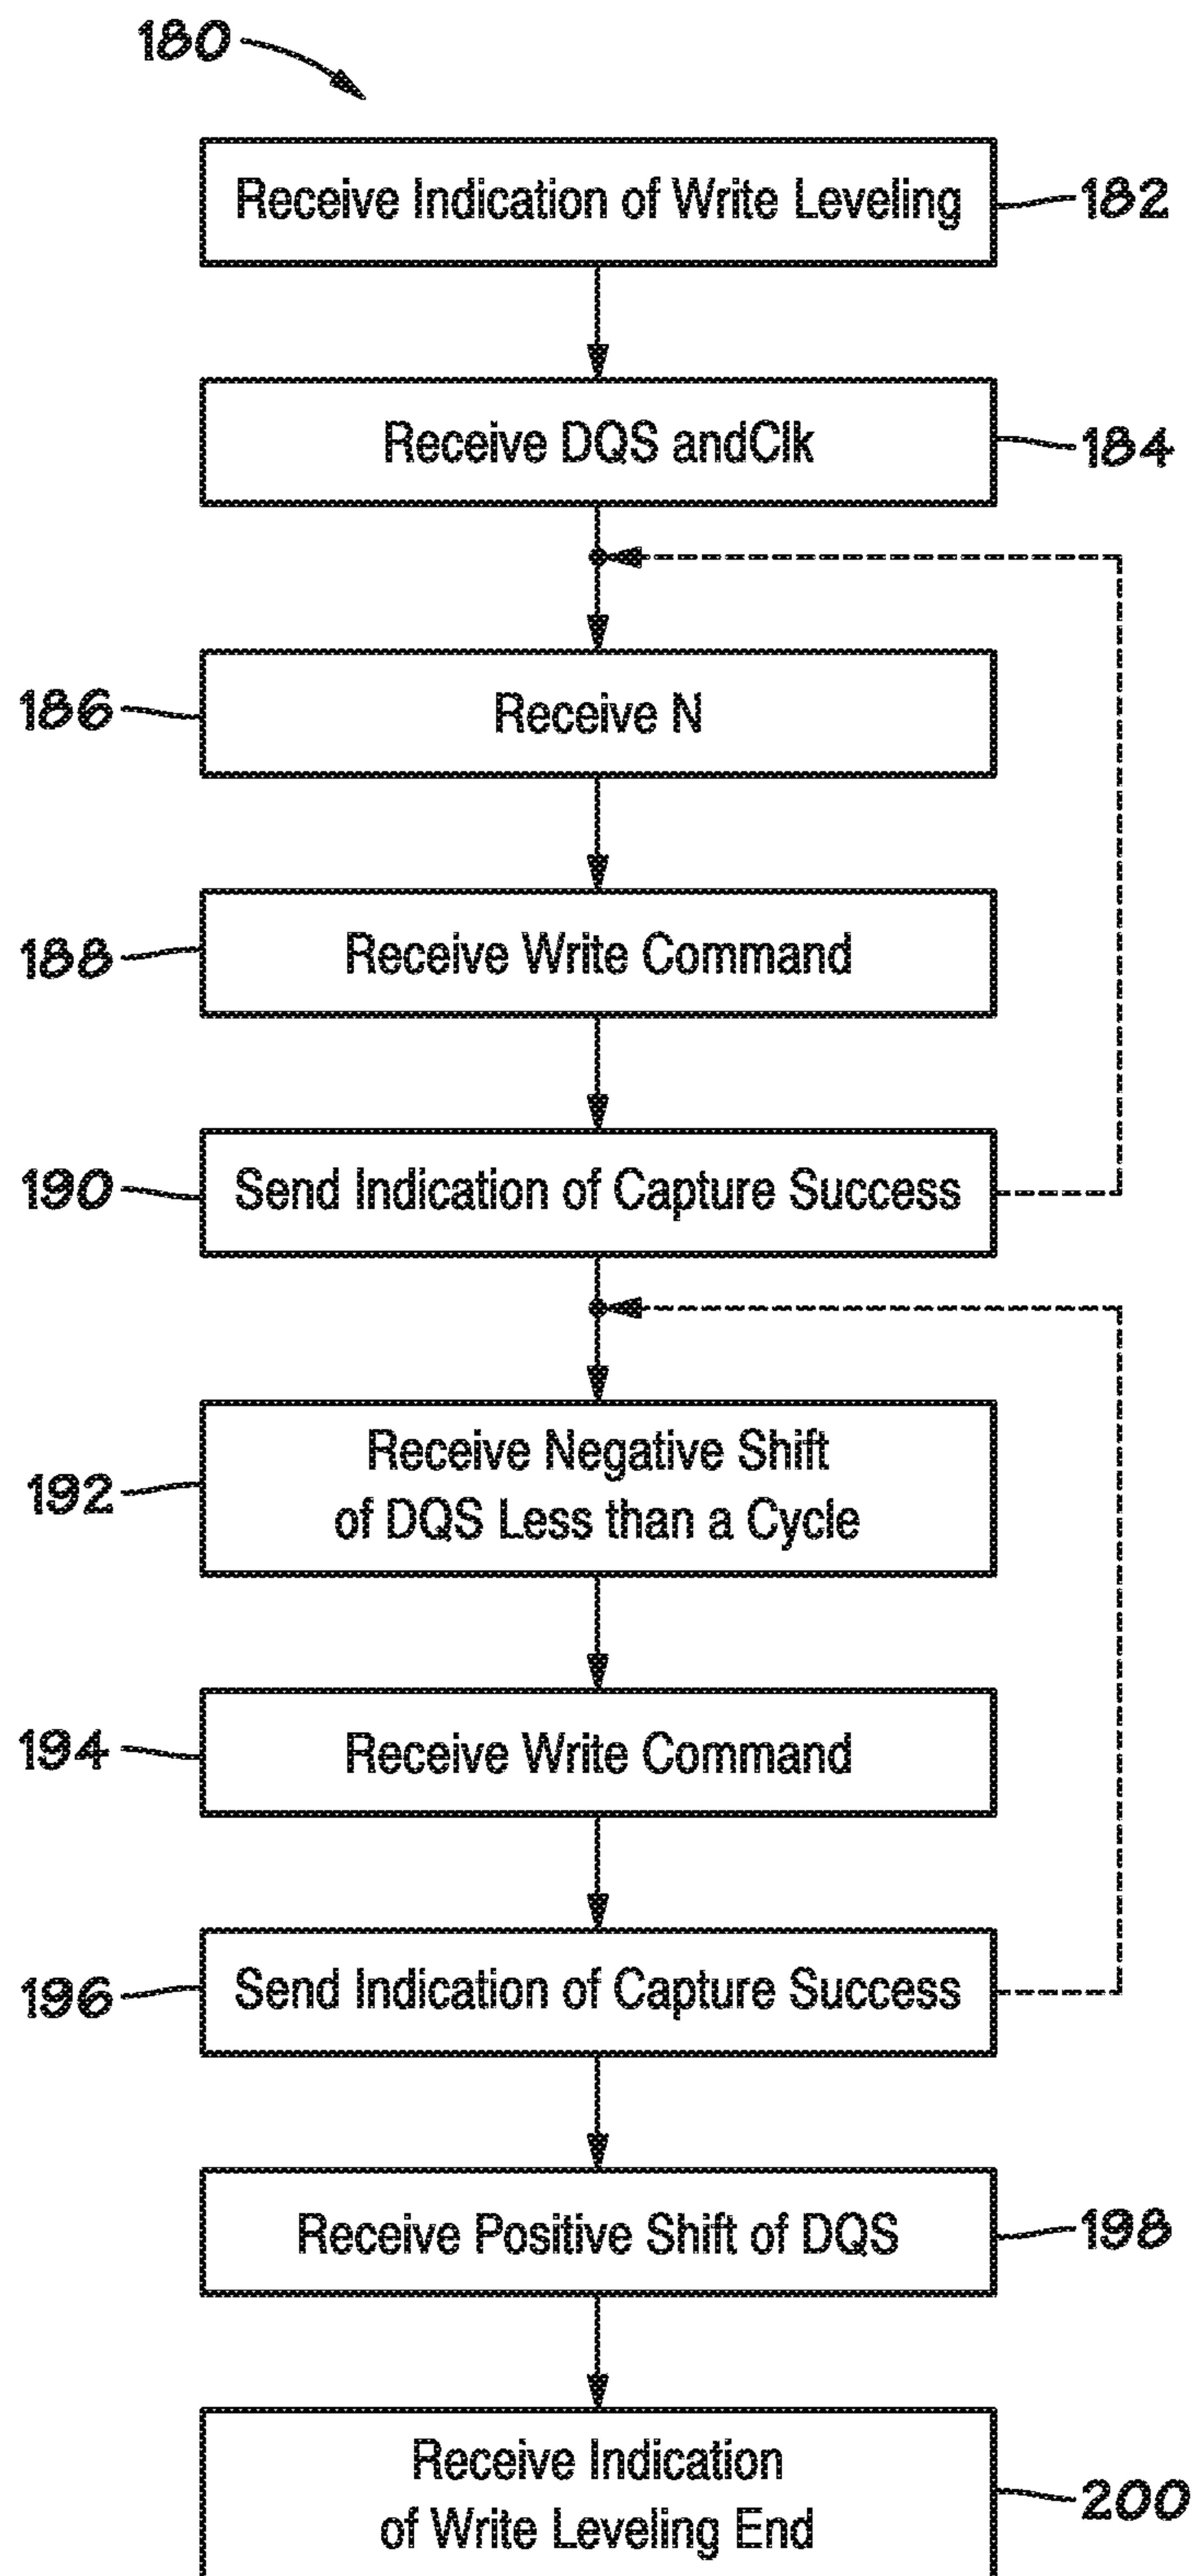 180
Receive Indication of Write Leveling
182
Receive DQS andClk
184
186
Receive N
188
Receive Write Command
190
Send Indication of Capture Success
192
Receive Negative Shift
of DQS Less than a Cycle
194
Receive Write Command
196
Send Indication of Capture Success
Receive Positive Shift of DQS
198
Receive Indication
of Write Leveling End
200